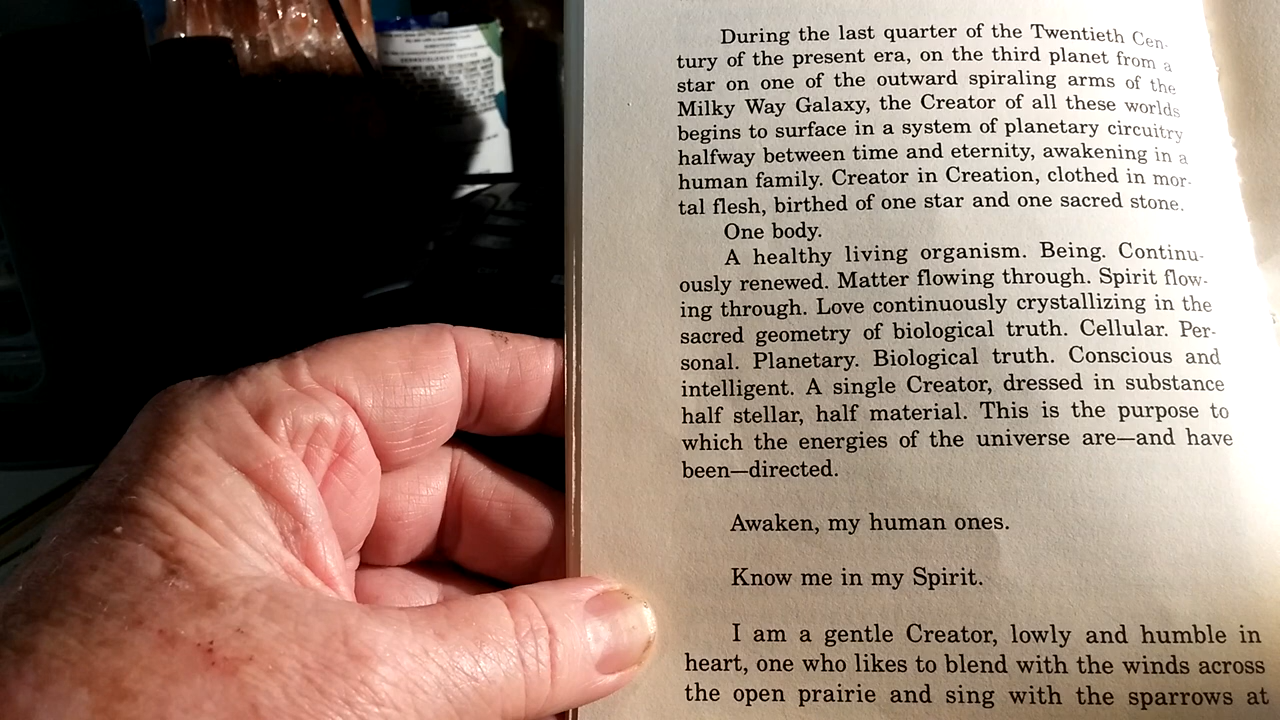 During the last quarter of the Twentieth Cen-
tury of the present era, on the third planet from a
star on one of the outward spiraling arms of the
Milky Way Galaxy, the Creator of all these worlds
begins to surface in a system of planetary circuitry
halfway between time and eternity, awakening in a
human family. Creator in Creation, clothed in mor-
tal flesh, birthed of one star and one sacred stone.
One body.
A healthy living organism. Being. Continu-
ously renewed. Matter flowing through. Spirit flow-
ing through. Love continuously crystallizing in the
sacred geometry of biological truth. Cellular. Per-
sonal. Planetary. Biological truth. Conscious and
intelligent. A single Creator, dressed in substance
half stellar, half material. This is the purpose to
which the energies of the universe are—and have
been—directed.
Awaken, my human ones.
Know me in my Spirit.
I am a gentle Creator, lowly and humble in
heart, one who likes to blend with the winds across
the open prairie and sing with the sparrows at